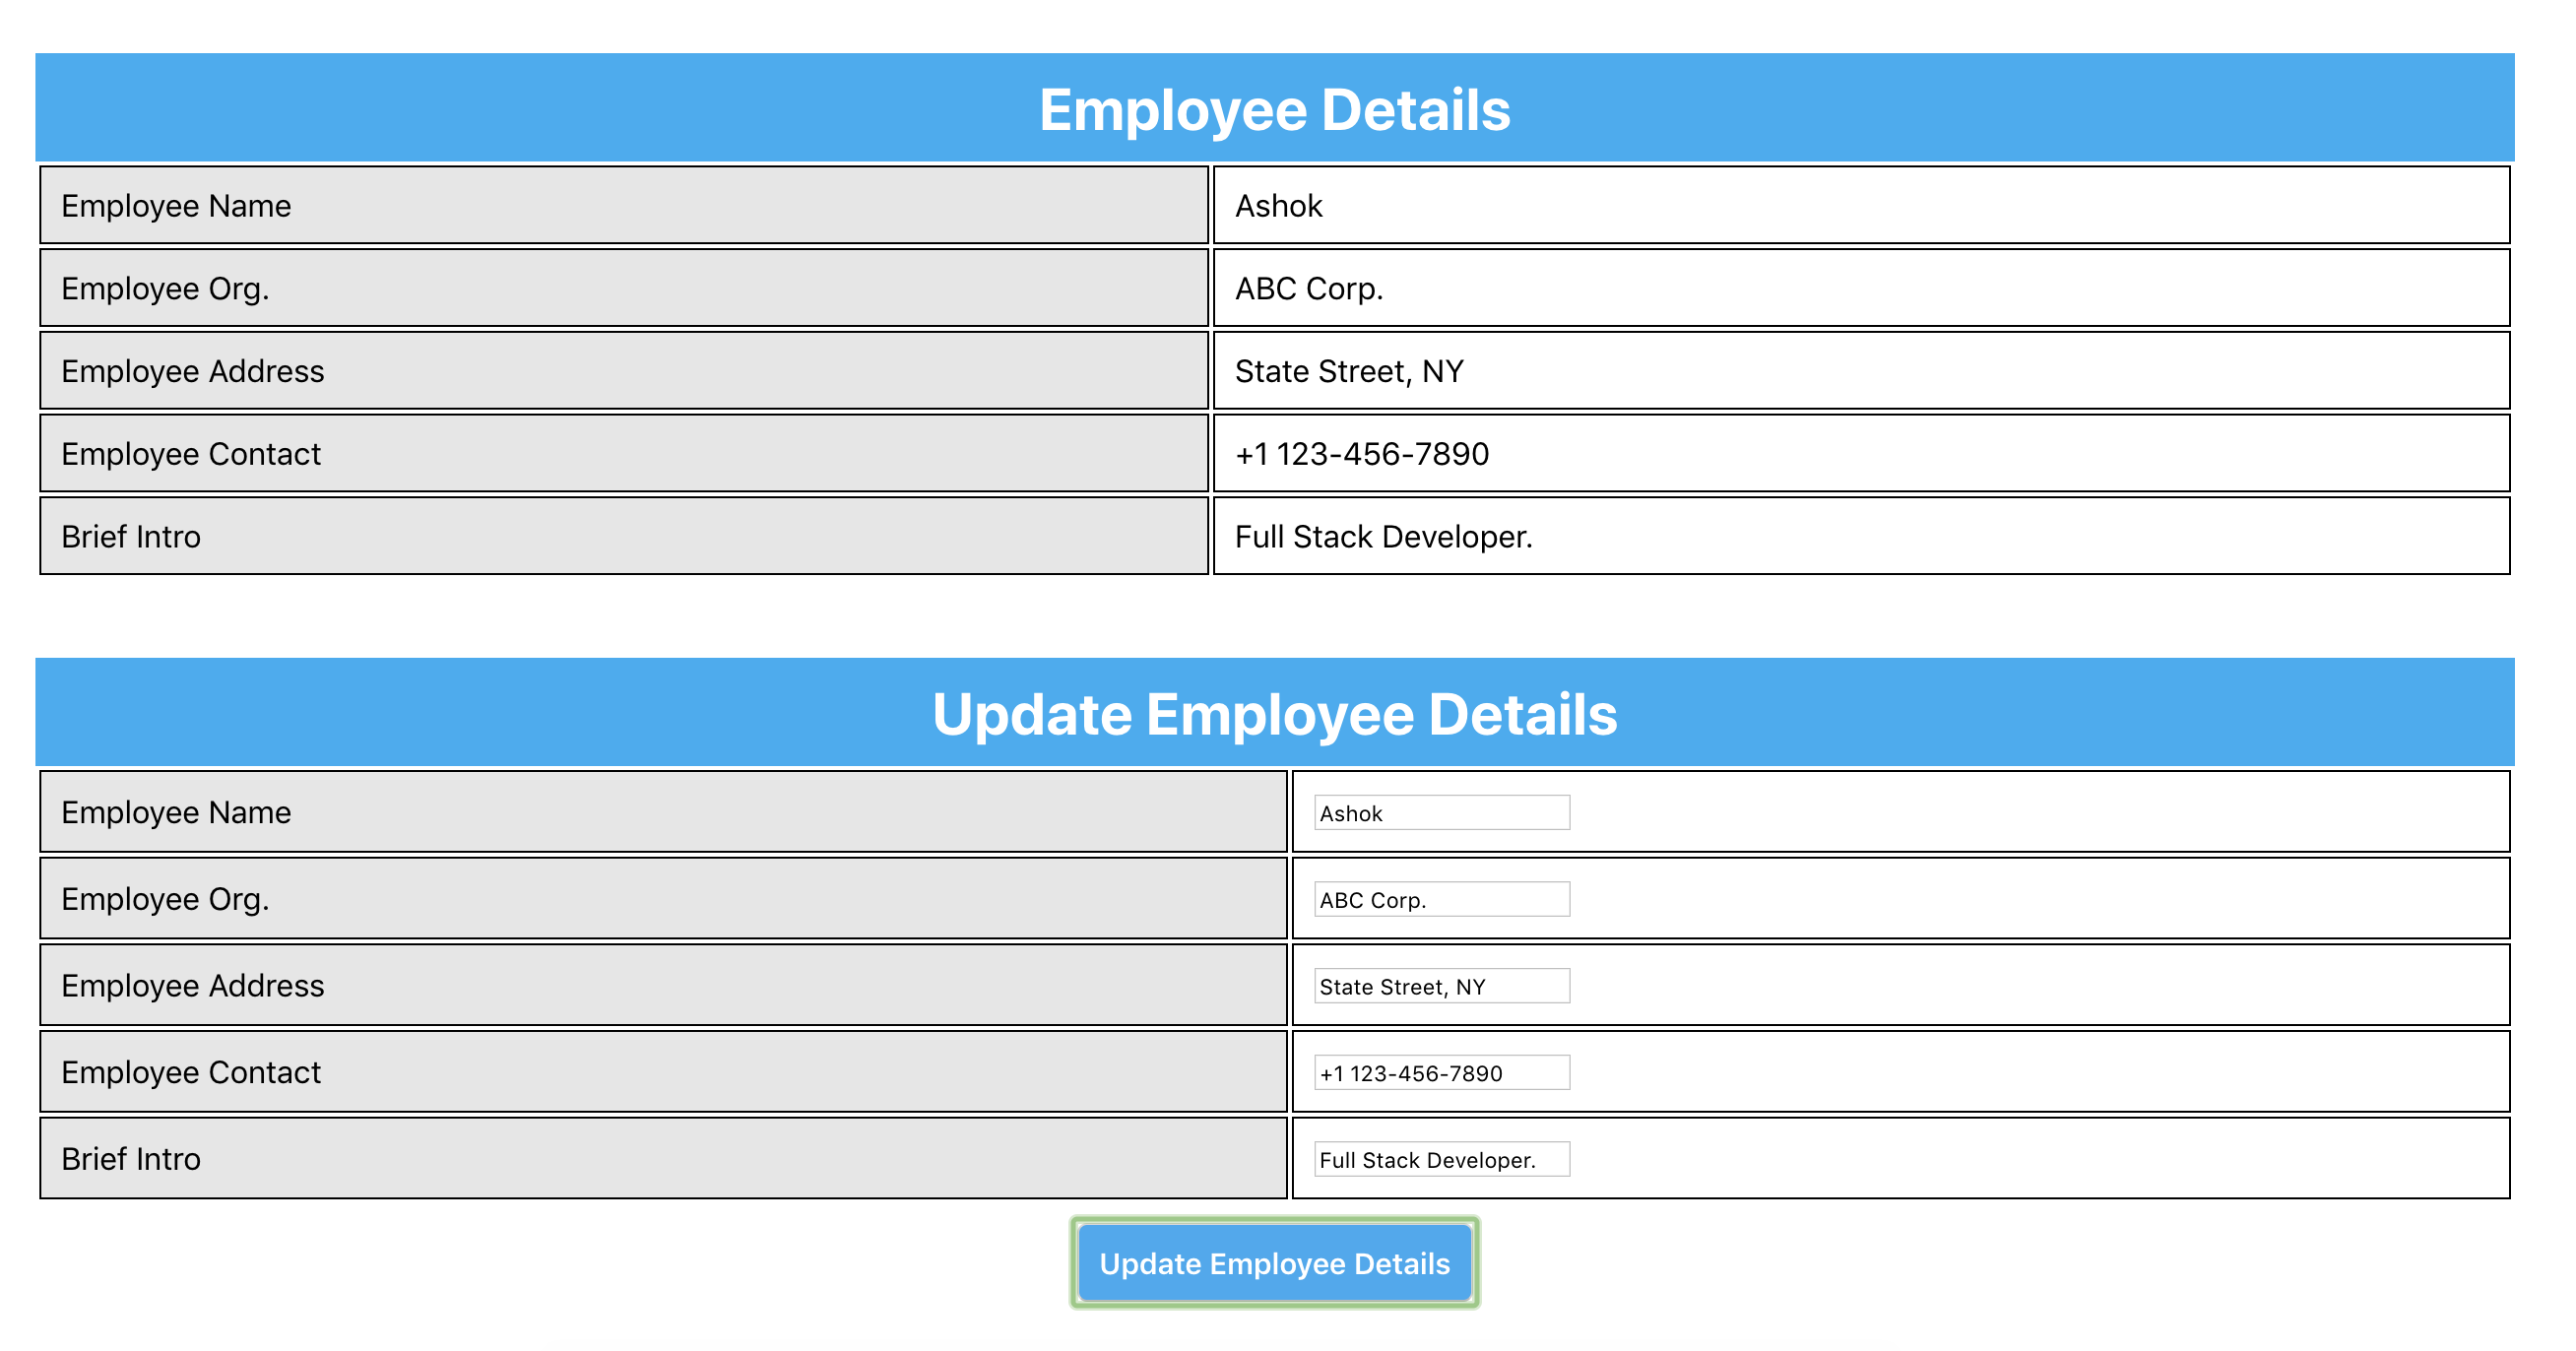 Employee Details
Employee Name Ashok
Employee Org. ABC Corp.
Employee Address State Street, NY
Employee Contact +1 123-456-7890
Brief Intro Full Stack Developer.
Update Employee Details
Employee Name Ashok
Employee Org. ABC Corp.
Employee Address State Street, NY
Employee Contact +1 123-456-7890
Brief Intro Full Stack Developer.
Update Employee Details